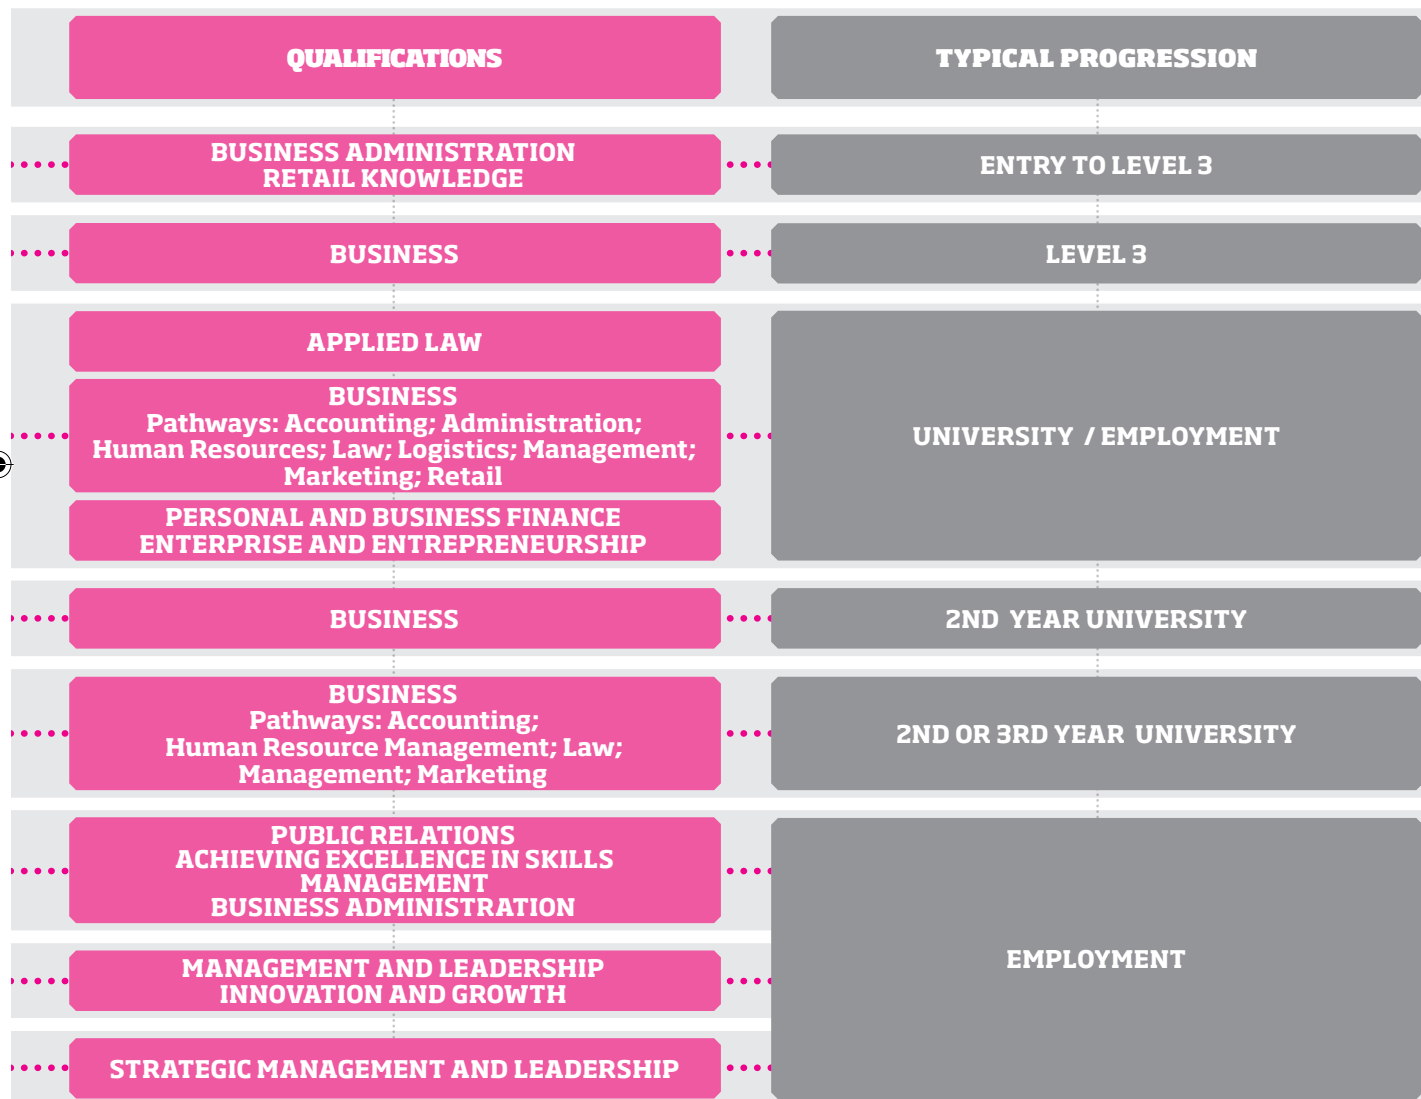 QUALIFICATIONS
TYPICAL PROGRESSION
BUSINESS ADMINISTRATION
RETAIL KNOWLEDGE
ENTRY TO LEVEL 3
BUSINESS
LEVEL 3
APPLIED LAW
BUSINESS
Pathways: Accounting; Administration;
Human Resources; Law; Logistics; Management;
Marketing; Retail
PERSONAL AND BUSINESS FINANCE
ENTERPRISE AND ENTREPRENEURSHIP
UNIVERSITY / EMPLOYMENT
BUSINESS
2ND YEAR UNIVERSITY
BUSINESS
Pathways: Accounting;
Human Resource Management; Law;
Management; Marketing
2ND OR 3RD YEAR UNIVERSITY
PUBLIC RELATIONS
ACHIEVING EXCELLENCE IN SKILLS
MANAGEMENT
BUSINESS ADMINISTRATION
MANAGEMENT AND LEADERSHIP
INNOVATION AND GROWTH
STRATEGIC MANAGEMENT AND LEADERSHIP
EMPLOYMENT